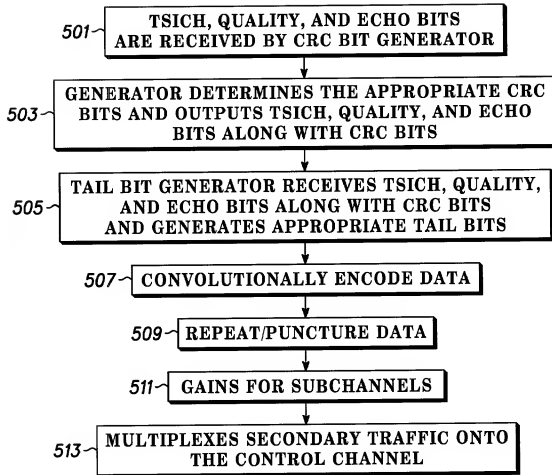 501
TSICH, QUALITY, AND ECHO BITS
ARE RECEIVED BY CRC BIT GENERATOR
503
GENERATOR DETERMINES THE APPROPRIATE CRC
BITS AND OUTPUTS TSICH, QUALITY, AND ECHO
BITS ALONG WITH CRC BITS
505
TAIL BIT GENERATOR RECEIVES TSICH, QUALITY,
AND ECHO BITS ALONG WITH CRC BITS
AND GENERATES APPROPRIATE TAIL BITS
507
CONVOLUTIONALLY ENCODE DATA
509
REPEAT/PUNCTURE DATA
511
GAINS FOR SUBCHANNELS
513
MULTIPLEXES SECONDARY TRAFFIC ONTO
THE CONTROL CHANNEL